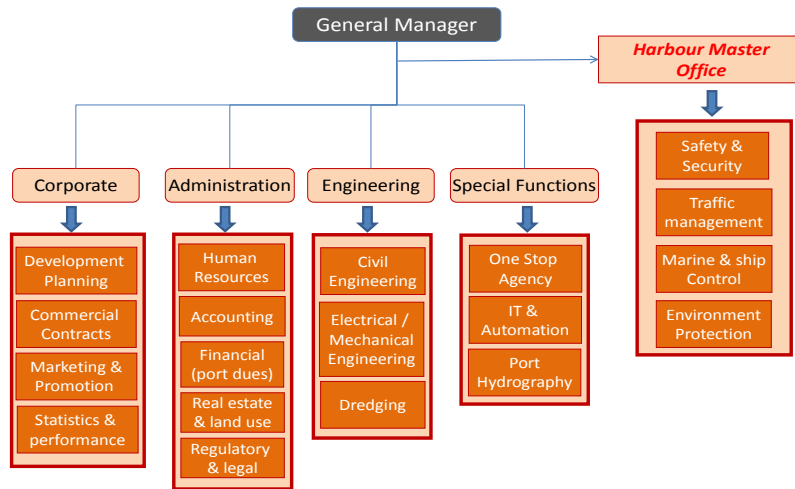 General Manager
Harbour Master
Office
Corporate
Administration
Engineering
Special Functions
Development
Planning
Commercial
Contracts
Marketing &
Promotion
Statistics &
performance
Human
Resources
Accounting
Financial
(port dues)
Real estate
& land use
Regulatory
& legal
Civil
Engineering
Electrical /
Mechanical
Engineering
Dredging
One Stop
Agency
IT &
Automation
Port
Hydrography
Safety &
Security
Traffic
management
Marine & ship
Control
Environment
Protection